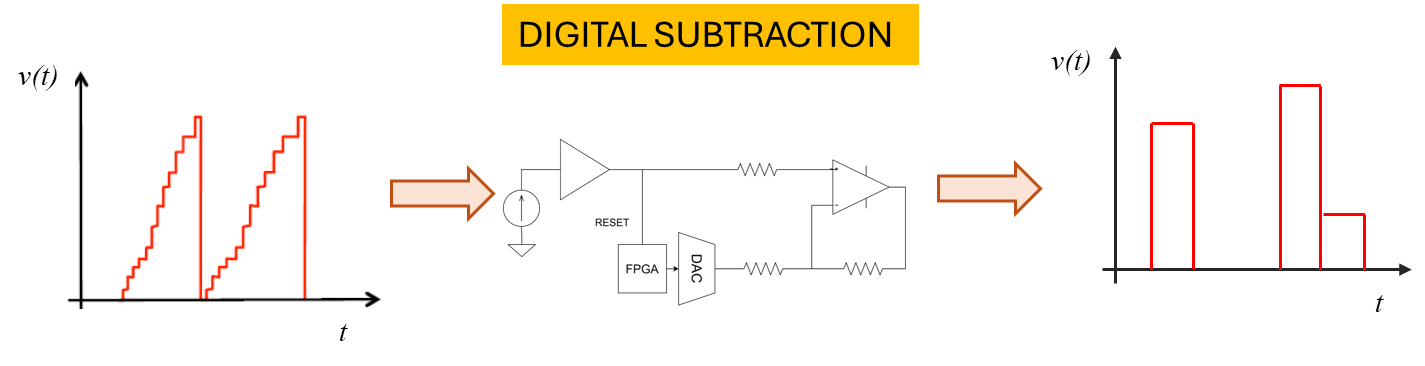 DIGITAL SUBTRACTION
v(t)
t
RESET
FPGA
DAC
+
-
v(t)
t